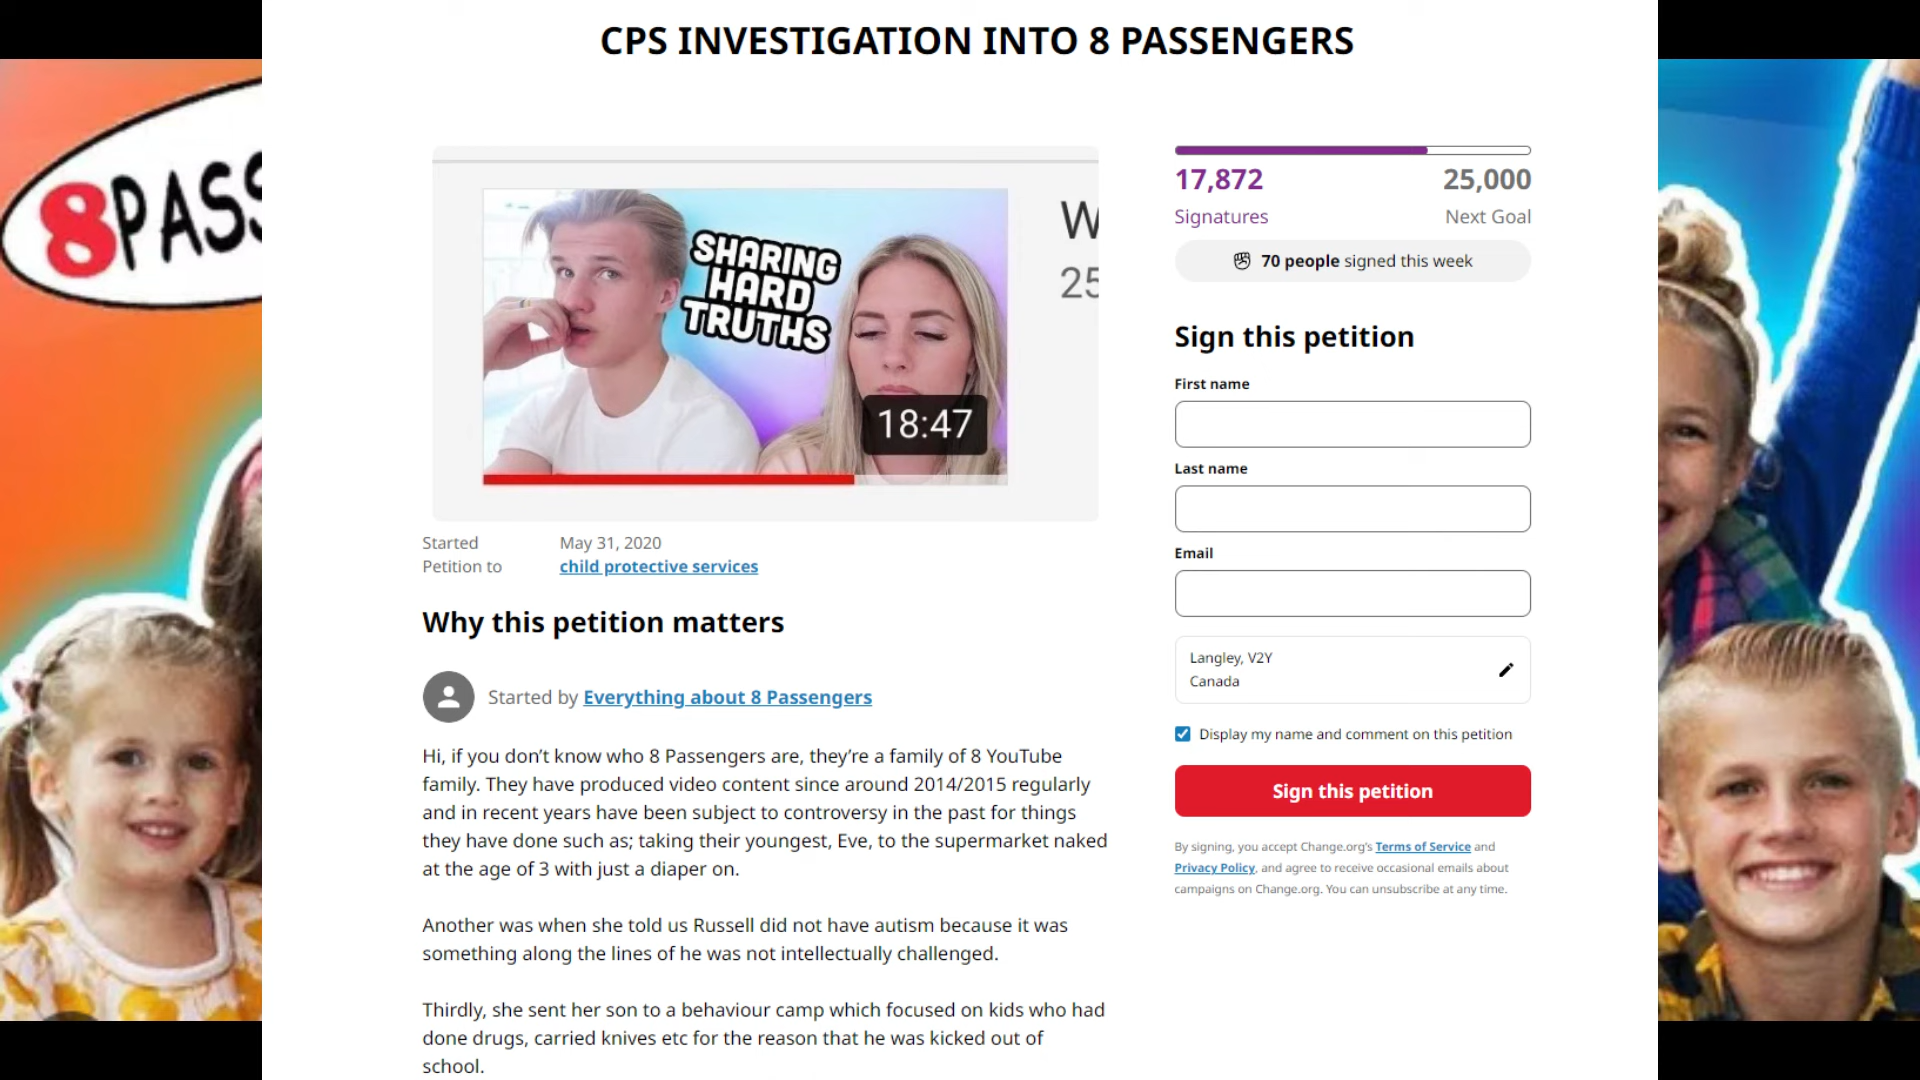 CPS INVESTIGATION INTO 8 PASSENGERS
8PASS
SHARING
HARD
TRUTHS
18:47
W
25
17,872
25,000
Signatures
Next Goal
70 people signed this week
Sign this petition
First name
Last name
Email
Langley, V2Y
Canada
Display my name and comment on this petition
Sign this petition
By signing, you accept Change.org's Terms of Service and
Privacy Policy, and agree to receive occasional emails about
campaigns on Change.org. You can unsubscribe at any time.
Started May 31, 2020
Petition to child protective services
Why this petition matters
Started by Everything about 8 Passengers
Hi, if you don’t know who 8 Passengers are, they’re a family of 8 YouTube
family. They have produced video content since around 2014/2015 regularly
and in recent years have been subject to controversy in the past for things
they have done such as; taking their youngest, Eve, to the supermarket naked
at the age of 3 with just a diaper on.
Another was when she told us Russell did not have autism because it was
something along the lines of he was not intellectually challenged.
Thirdly, she sent her son to a behaviour camp which focused on kids who had
done drugs, carried knives etc for the reason that he was kicked out of
school.